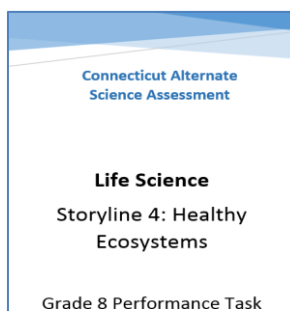 Connecticut Alternate
Science Assessment
Life Science
Storyline 4: Healthy
Ecosystems
Grade 8 Performance Task